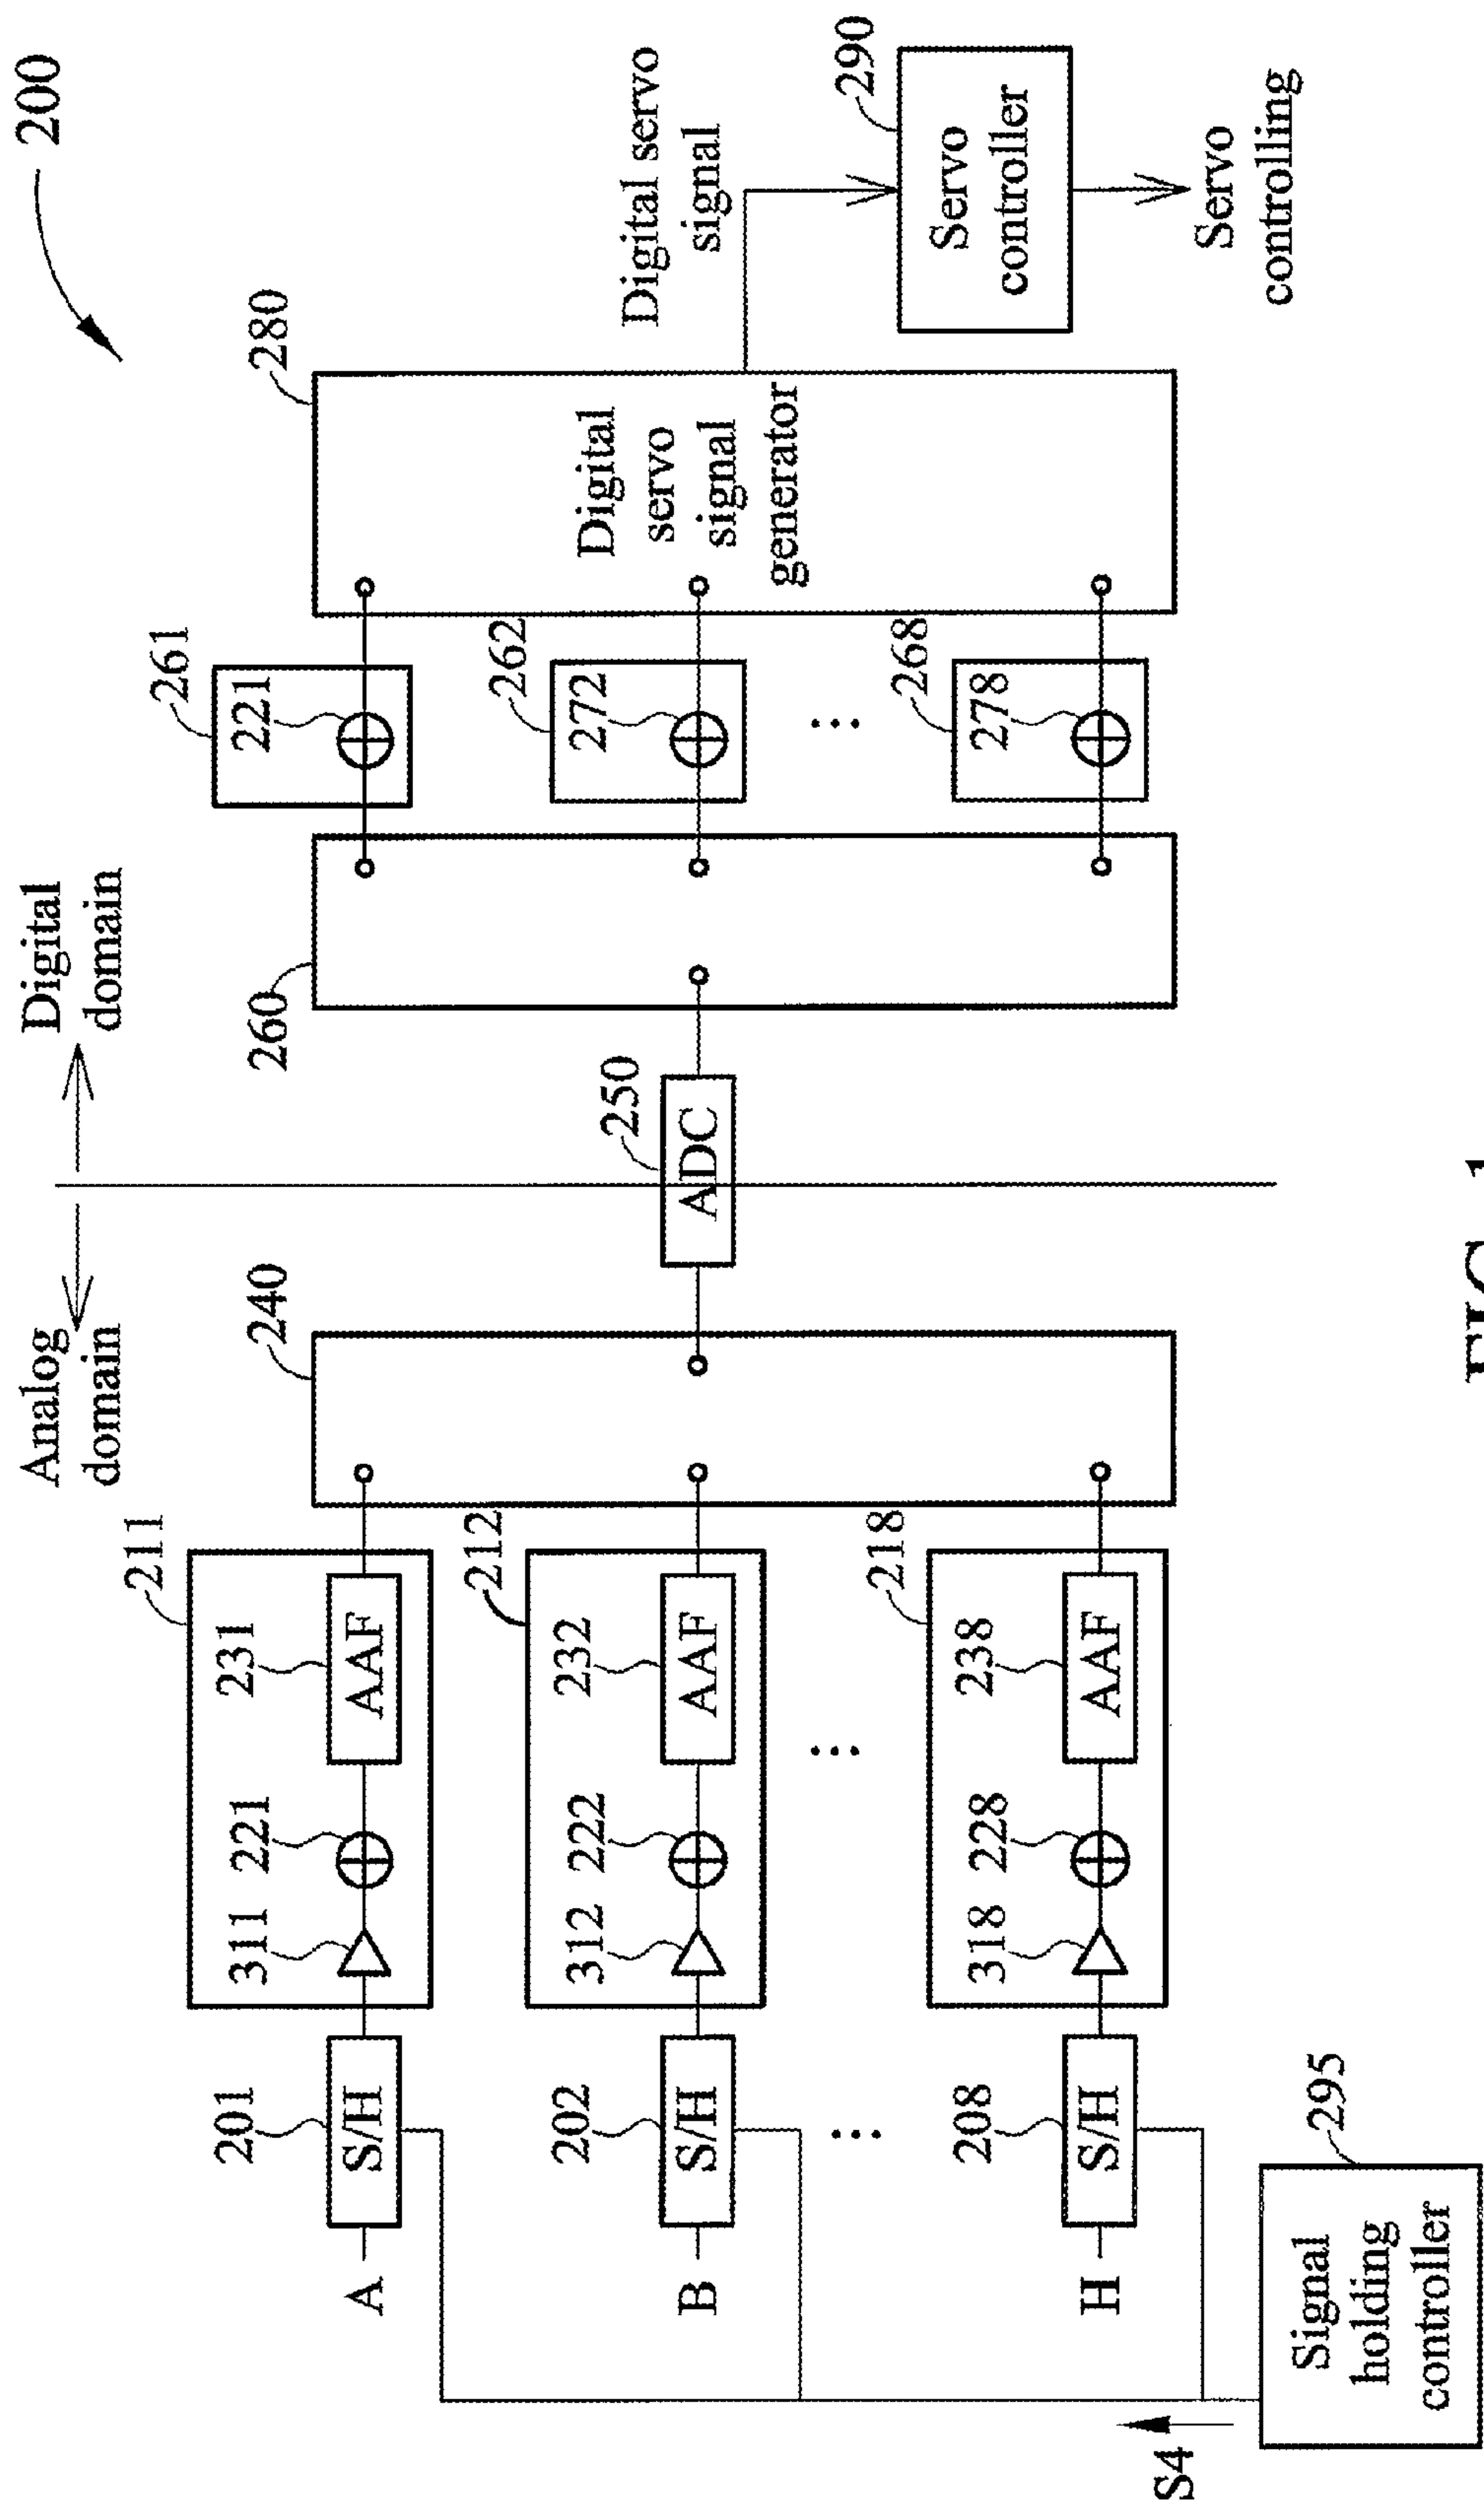 200
Analog
domain
Digital
domain
211
231
221
311
201
A
S/H
AAF
240
260
261
221
280
212
232
222
312
202
B
S/H
AAF
250
ADC
262
272
Digital
servo
signal
generator
Digital servo
signal
290
Servo
controller
Servo
controlling
218
238
228
318
208
H
S/H
AAF
268
278
S4
295
Signal
holding
controller